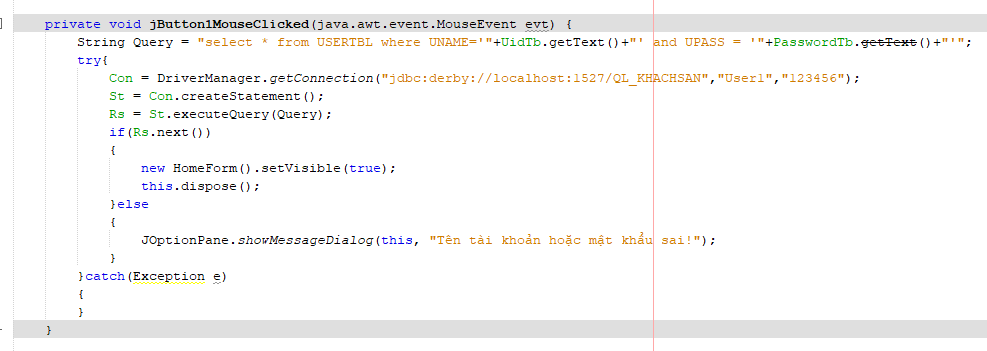 private void jButton1MouseClicked(java.awt.event.MouseEvent evt) {
String Query = "select * from USERTBL where UNAME='"+UidTb.getText()+"' and UPASS = '"+PasswordTb.getText()+"'";
try{
Con = DriverManager.getConnection("jdbc:derby://localhost:1527/QL_KHACHSAN","User1","123456");
St = Con.createStatement();
Rs = St.executeQuery(Query);
if(Rs.next())
{
new HomeForm().setVisible(true);
this.dispose();
}else
{
JOptionPane.showMessageDialog(this, "Tên tài khoản hoặc mật khẩu sai!");
}
}catch(Exception e)
{
}
}